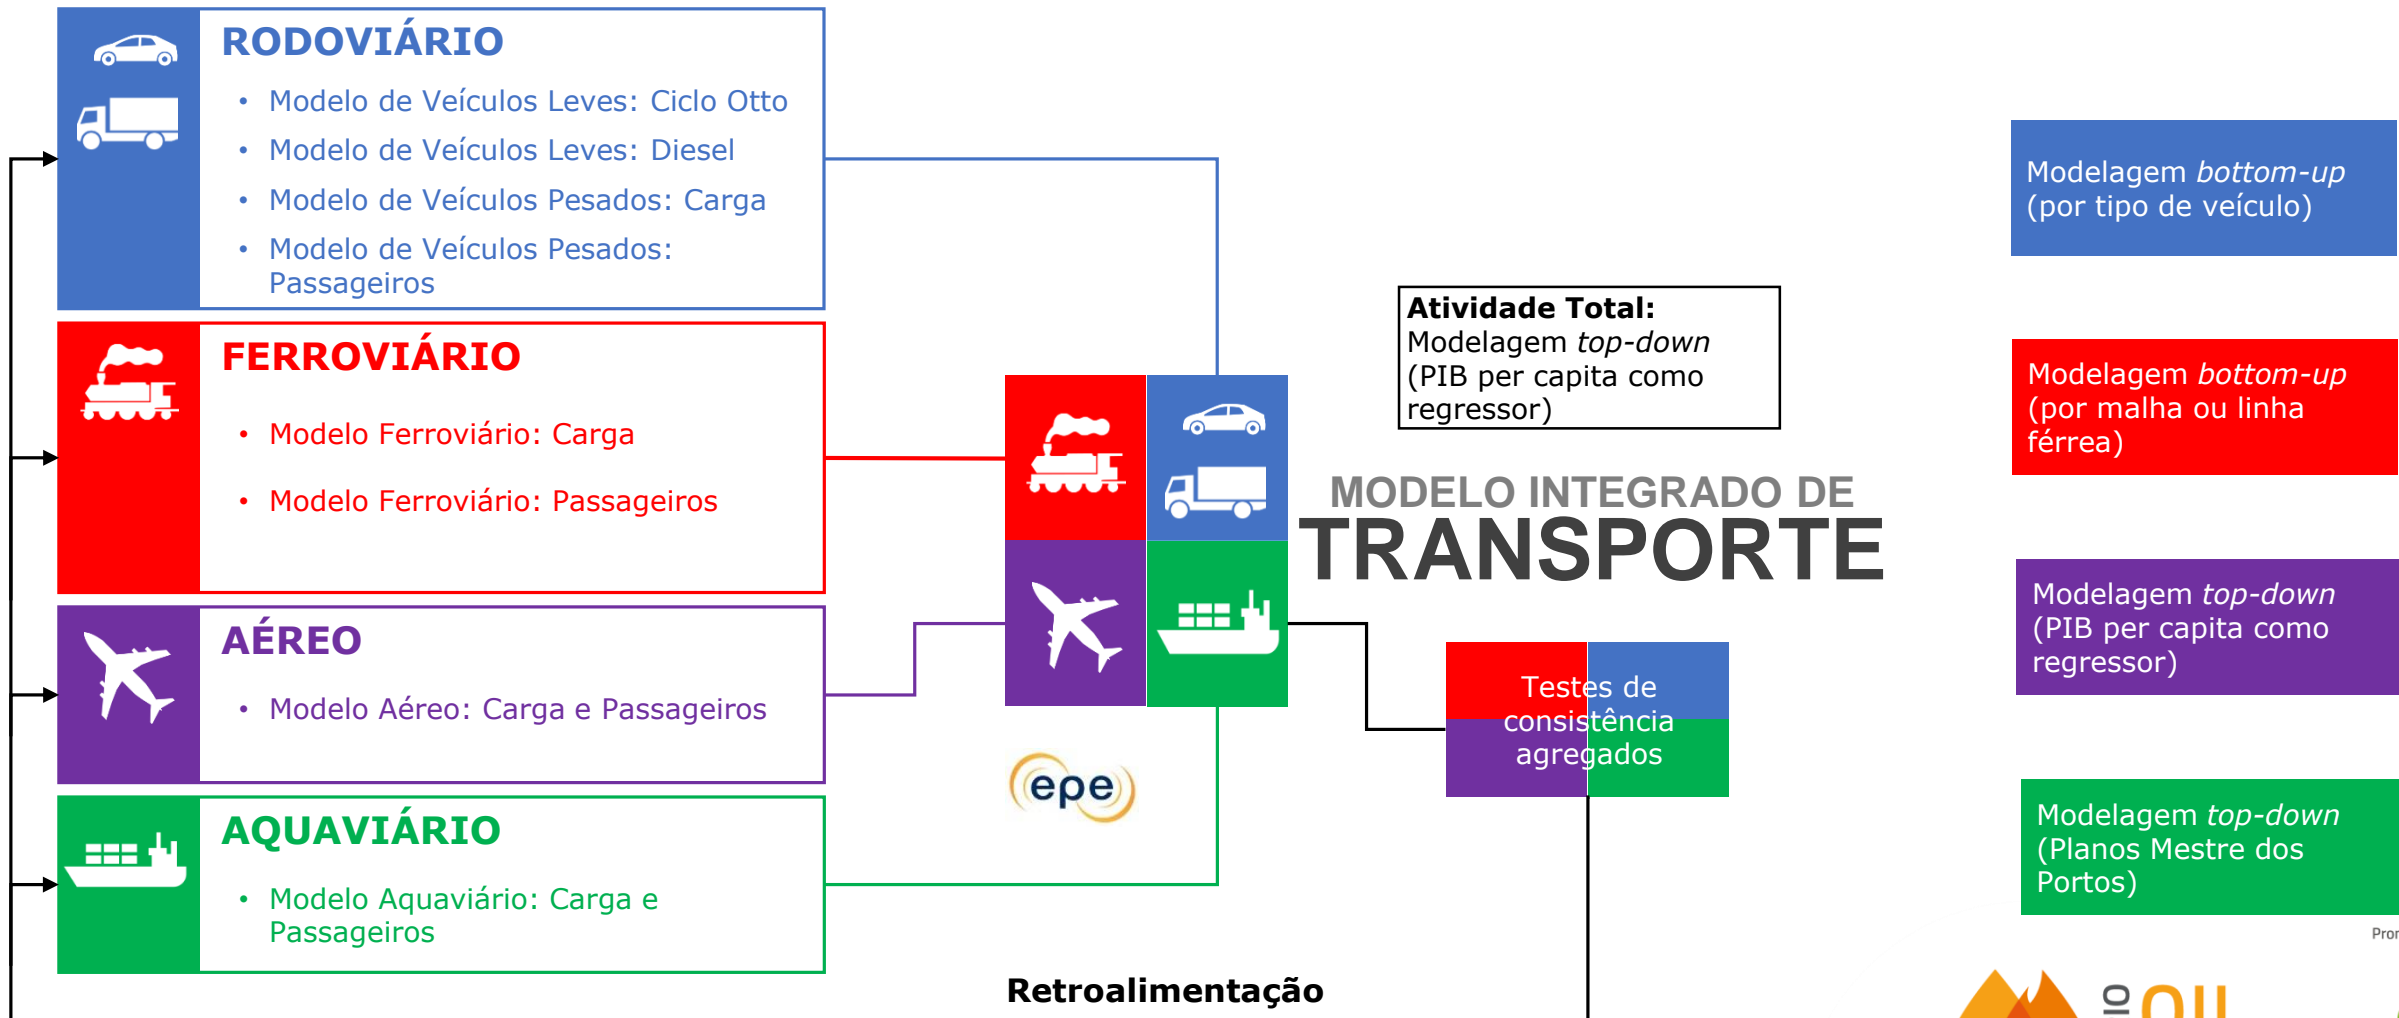 RODOVIÁRIO
• Modelo de Veículos Leves: Ciclo Otto
• Modelo de Veículos Leves: Diesel
• Modelo de Veículos Pesados: Carga
• Modelo de Veículos Pesados:
Passageiros
FERROVIÁRIO
• Modelo Ferroviário: Carga
• Modelo Ferroviário: Passageiros
AÉREO
• Modelo Aéreo: Carga e Passageiros
AQUAVIÁRIO
• Modelo Aquaviário: Carga e
Passageiros
epe
Retroalimentação
Atividade Total:
Modelagem top-down
(PIB per capita como
regressor)
MODELO INTEGRADO DE
TRANSPORTE
Testes de
consistência
agregados
Modelagem bottom-up
(por tipo de veículo)
Modelagem bottom-up
(por malha ou linha
férrea)
Modelagem top-down
(PIB per capita como
regressor)
Modelagem top-down
(Planos Mestre dos
Portos)